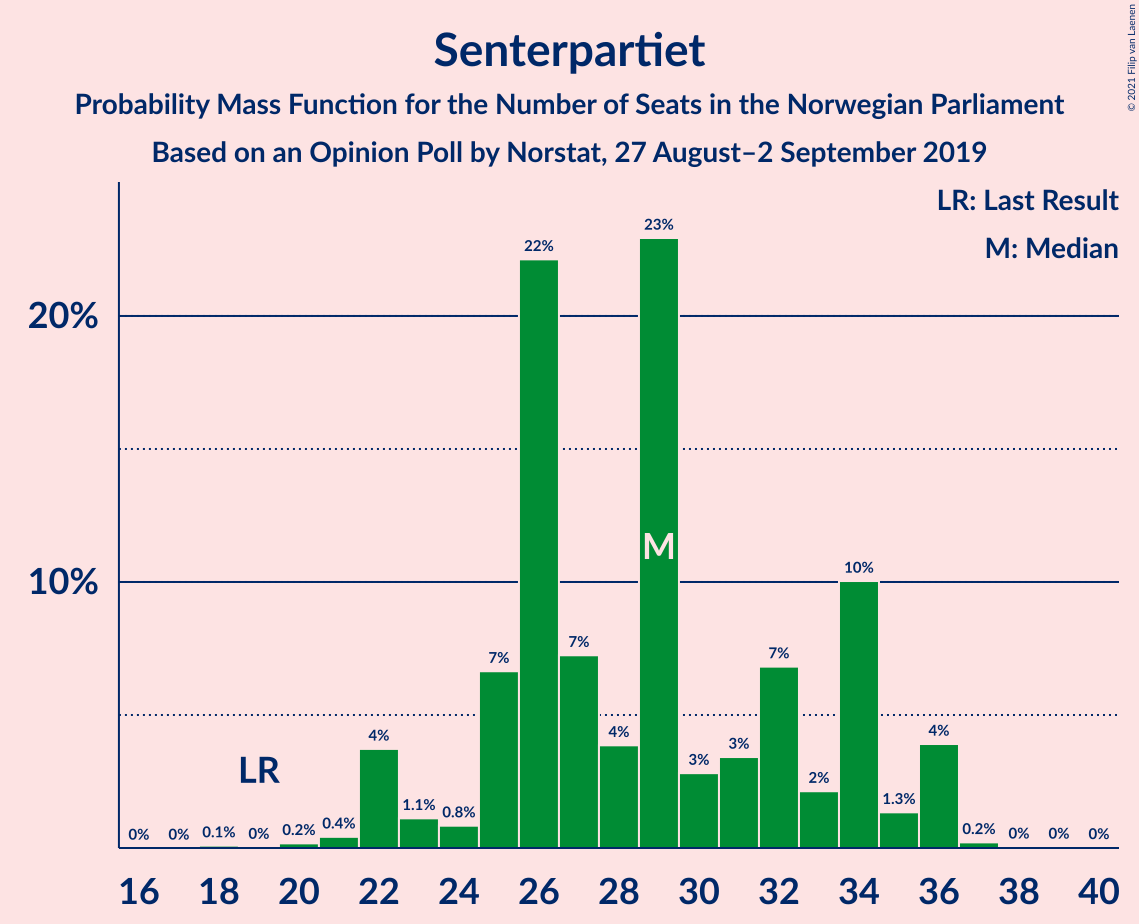 Senterpartiet
Probability Mass Function for the Number of Seats in the Norwegian Parliament
Based on an Opinion Poll by Norstat, 27 August–2 September 2019
© 2021 Filip van Laenen
LR: Last Result
M: Median
20%
10%
0% 0% 0.1% 0% 0.2% 0.4% 4% 1.1% 0.8% 7% 22% 7% 4% 23% 3% 3% 7% 2% 10% 1.3% 4% 0.2% 0% 0% 0%
LR
M
16 18 20 22 24 26 28 30 32 34 36 38 40